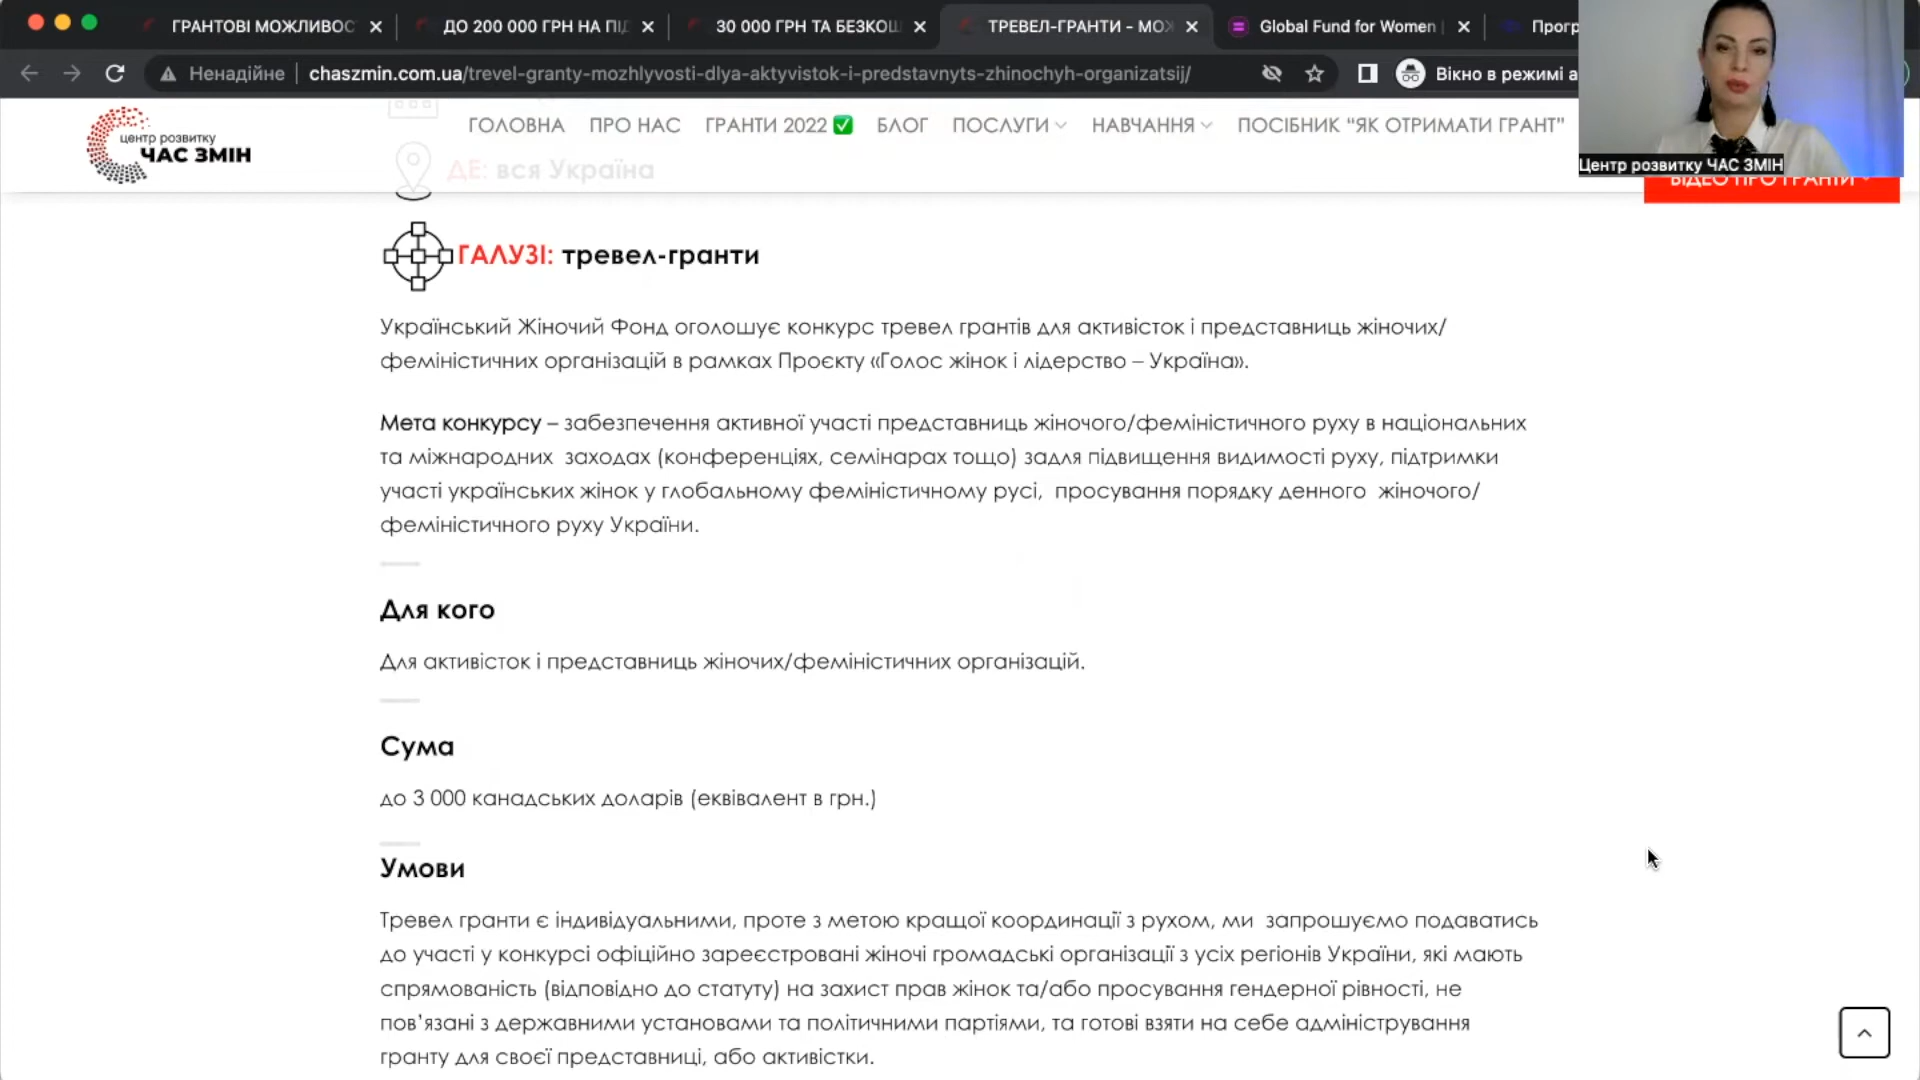 ГРАНТОВІ МОЖЛИВОС
ДО 200 000 ГРН НА ПІД
30 000 ГРН ТА БЕЗКОШ
ТРЕВЕЛ-ГРАНТИ - МОЖ
Global Fund for Women |
Прогр
Ненадійне
chaszmin.com.ua/trevel-granty-mozhlyvosti-dlya-aktyvistok-i-predstavnyts-zhinochyh-organizatsij/
Вікно в режимі а
центр розвитку
ЧАС ЗМІН
ГОЛОВНА
ПРО НАС
ГРАНТИ 2022 ✅
БЛОГ
ПОСЛУГИ
НАВЧАННЯ
ПОСІБНИК “ЯК ОТРИМАТИ ГРАНТ”
Центр розвитку ЧАС ЗМІН
ВІДЕО ПРО ГРАНТИ
ДЕ: вся Україна
ГАЛУЗІ: тревел-гранти
Український Жіночий Фонд оголошує конкурс тревел грантів для активісток і представниць жіночих/
феміністичних організацій в рамках Проєкту «Голос жінок і лідерство – Україна».
Мета конкурсу – забезпечення активної участі представниць жіночого/феміністичного руху в національних
та міжнародних заходах (конференціях, семінарах тощо) задля підвищення видимості руху, підтримки
участі українських жінок у глобальному феміністичному русі, просування порядку денного жіночого/
феміністичного руху України.
Для кого
Для активісток і представниць жіночих/феміністичних організацій.
Сума
до 3 000 канадських доларів (еквівалент в грн.)
Умови
Тревел гранти є індивідуальними, проте з метою кращої координації з рухом, ми запрошуємо подаватись
до участі у конкурсі офіційно зареєстровані жіночі громадські організації з усіх регіонів України, які мають
спрямованість (відповідно до статуту) на захист прав жінок та/або просування гендерної рівності, не
пов’язані з державними установами та політичними партіями, та готові взяти на себе адміністрування
гранту для своєї представниці, або активістки.